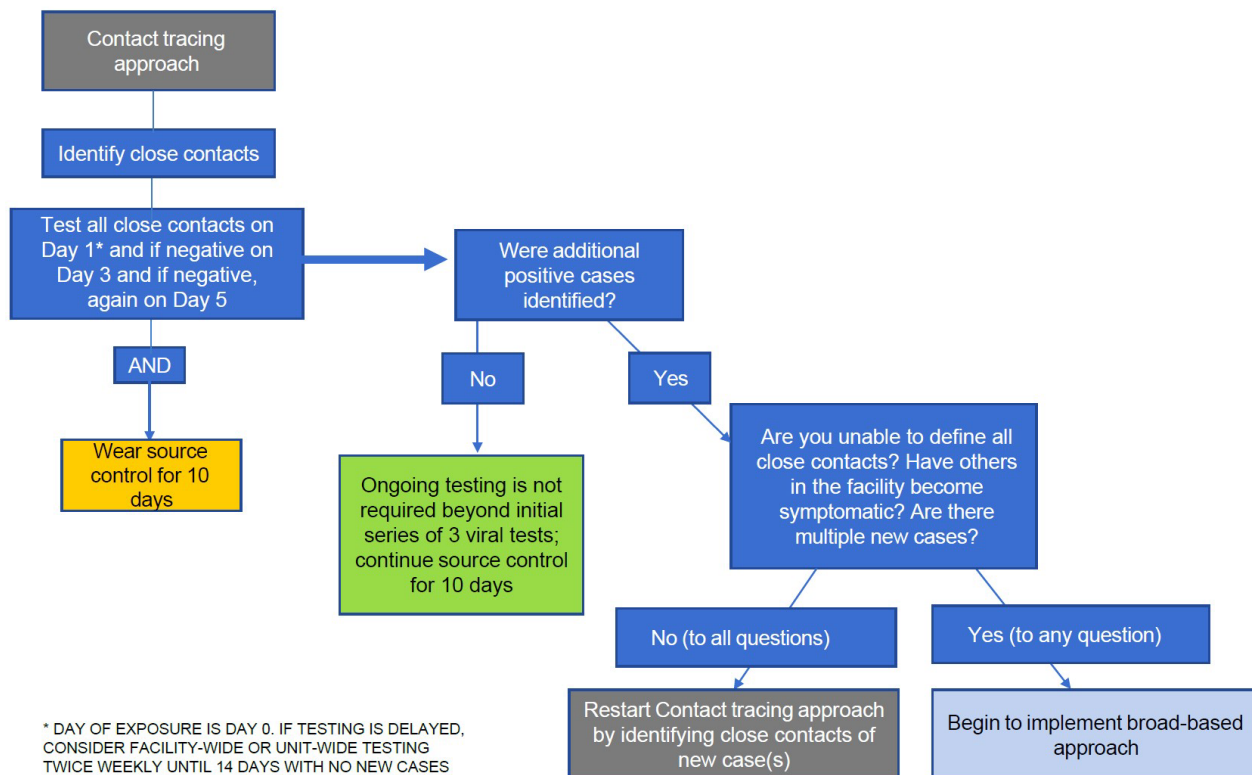 Contact tracing
approach
Identify close contacts
Test all close contacts on
Day 1* and if negative on
Day 3 and if negative,
again on Day 5
AND
Wear source
control for 10
days
Were additional
positive cases
identified?
No
Yes
Ongoing testing is not
required beyond initial
series of 3 viral tests;
continue source control
for 10 days
Are you unable to define all
close contacts? Have others
in the facility become
symptomatic? Are there
multiple new cases?
No (to all questions)
Yes (to any question)
Restart Contact tracing approach
by identifying close contacts of
new case(s)
Begin to implement broad-based
approach
* DAY OF EXPOSURE IS DAY 0. IF TESTING IS DELAYED,
CONSIDER FACILITY-WIDE OR UNIT-WIDE TESTING
TWICE WEEKLY UNTIL 14 DAYS WITH NO NEW CASES